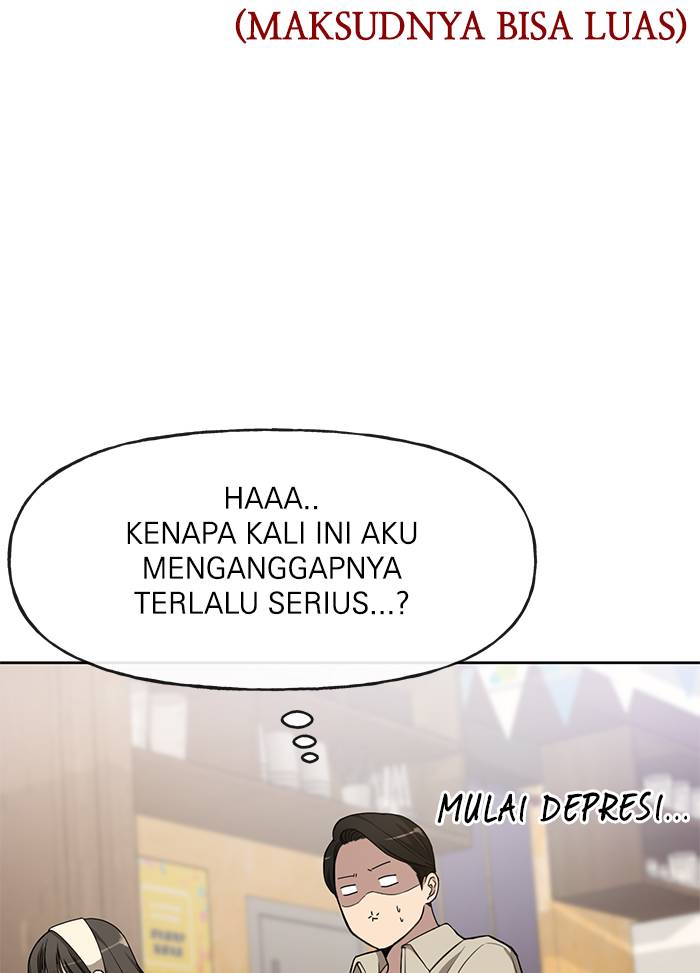 (MAKSUDNYA BISA LUAS)
HAAA..
KENAPA KALI INI AKU
MENGANGGAPNYA
TERLALU SERIUS...?
MULAI DEPRESI...